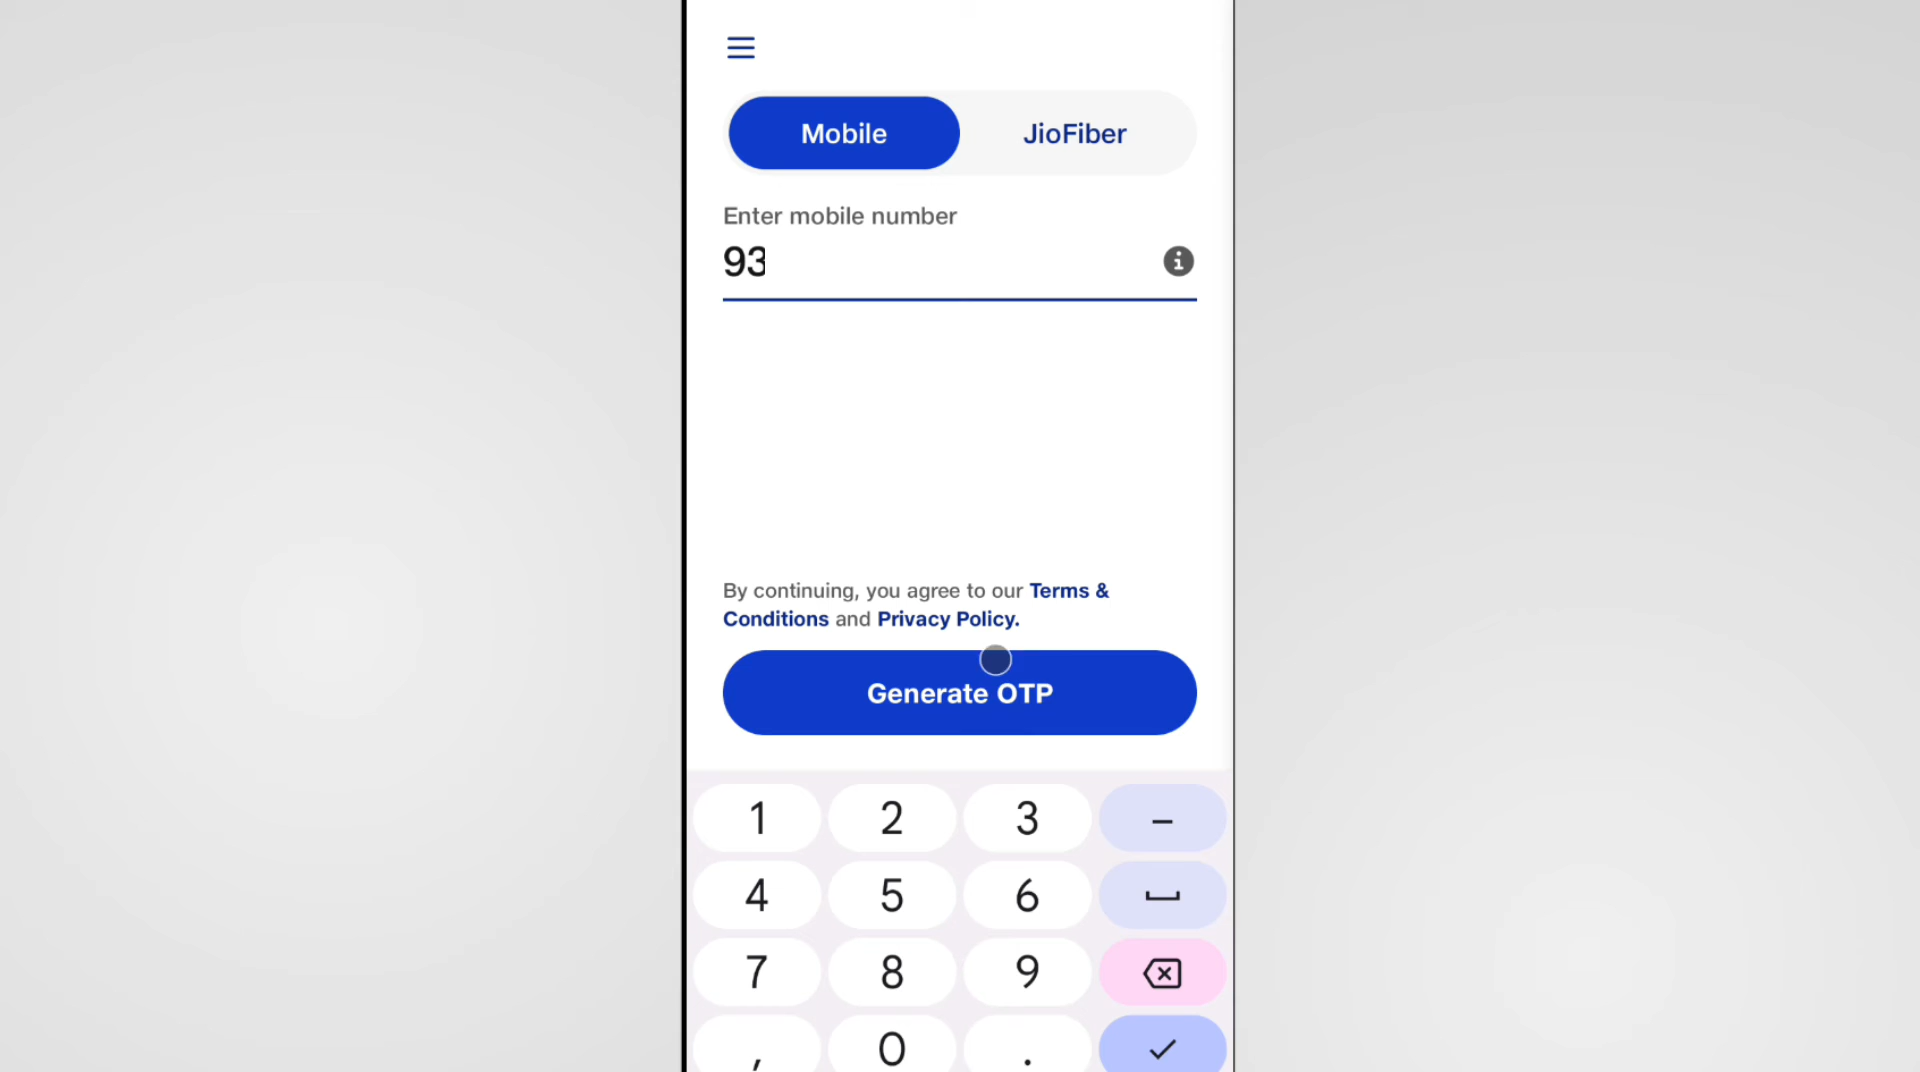 Mobile
JioFiber
Enter mobile number
93
By continuing, you agree to our Terms &
Conditions and Privacy Policy.
Generate OTP
1 2 3 –
4 5 6
7 8 9
, 0 .